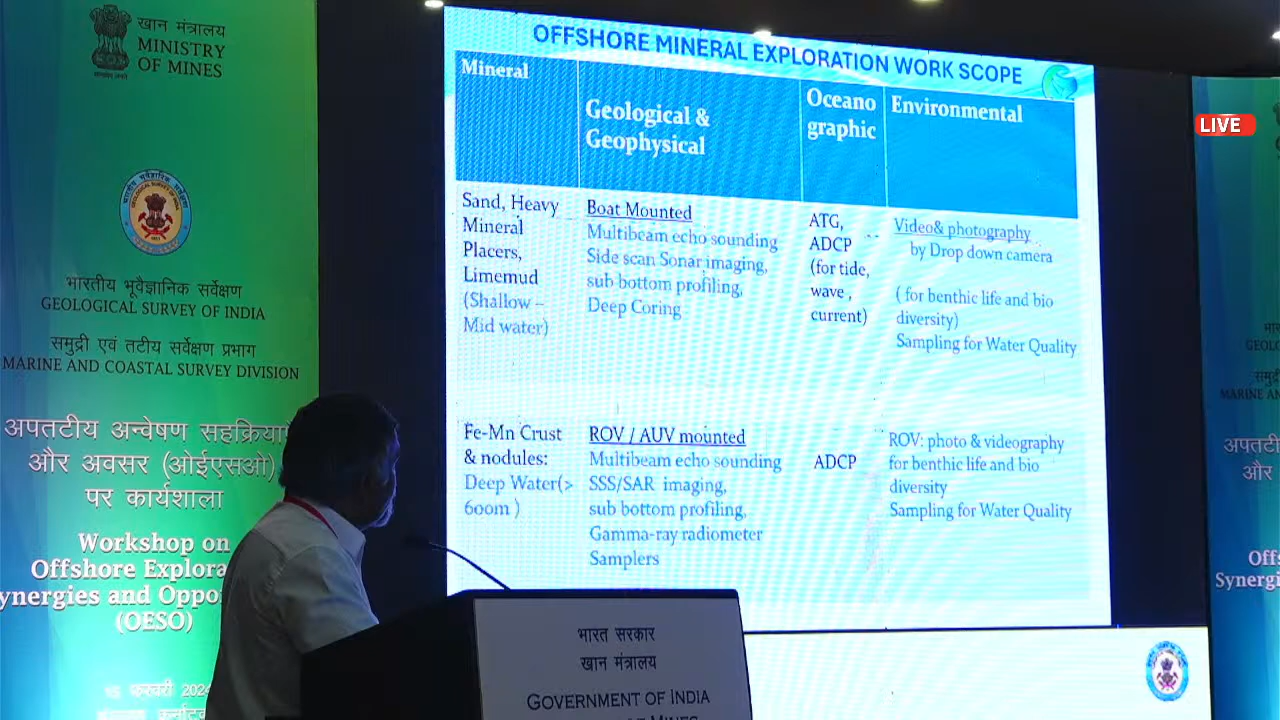 खान मंत्रालय
MINISTRY
OF MINES
भारतीय भूवैज्ञानिक सर्वेक्षण
GEOLOGICAL SURVEY OF INDIA
समुद्री एवं तटीय सर्वेक्षण प्रभाग
MARINE AND COASTAL SURVEY DIVISION
अपतटीय अन्वेषण
और अवसर (ओईएसओ)
पर कार्यशाला
Workshop on
Offshore
and
(OESO)
2024
OFFSHORE MINERAL EXPLORATION WORK SCOPE
Mineral
Geological &
Geophysical
Oceano
graphic
Environmental
Sand, Heavy
Mineral
Placers,
Limemud
(Shallow –
Mid water)
Boat Mounted
Multibeam echo sounding
Side scan Sonar imaging,
sub bottom profiling,
Deep Coring
ATG,
ADCP
(for tide,
wave ,
current)
Video& photography
by Drop down camera
( for benthic life and bio
diversity)
Sampling for Water Quality
Fe-Mn Crust
& nodules:
Deep Water(>
600m )
ROV / AUV mounted
Multibeam echo sounding
SSS/SAR imaging,
sub bottom profiling,
Gamma-ray radiometer
Samplers
ADCP
ROV: photo & videography
for benthic life and bio
diversity
Sampling for Water Quality
LIVE
भारत सरकार
खान मंत्रालय
GOVERNMENT OF INDIA